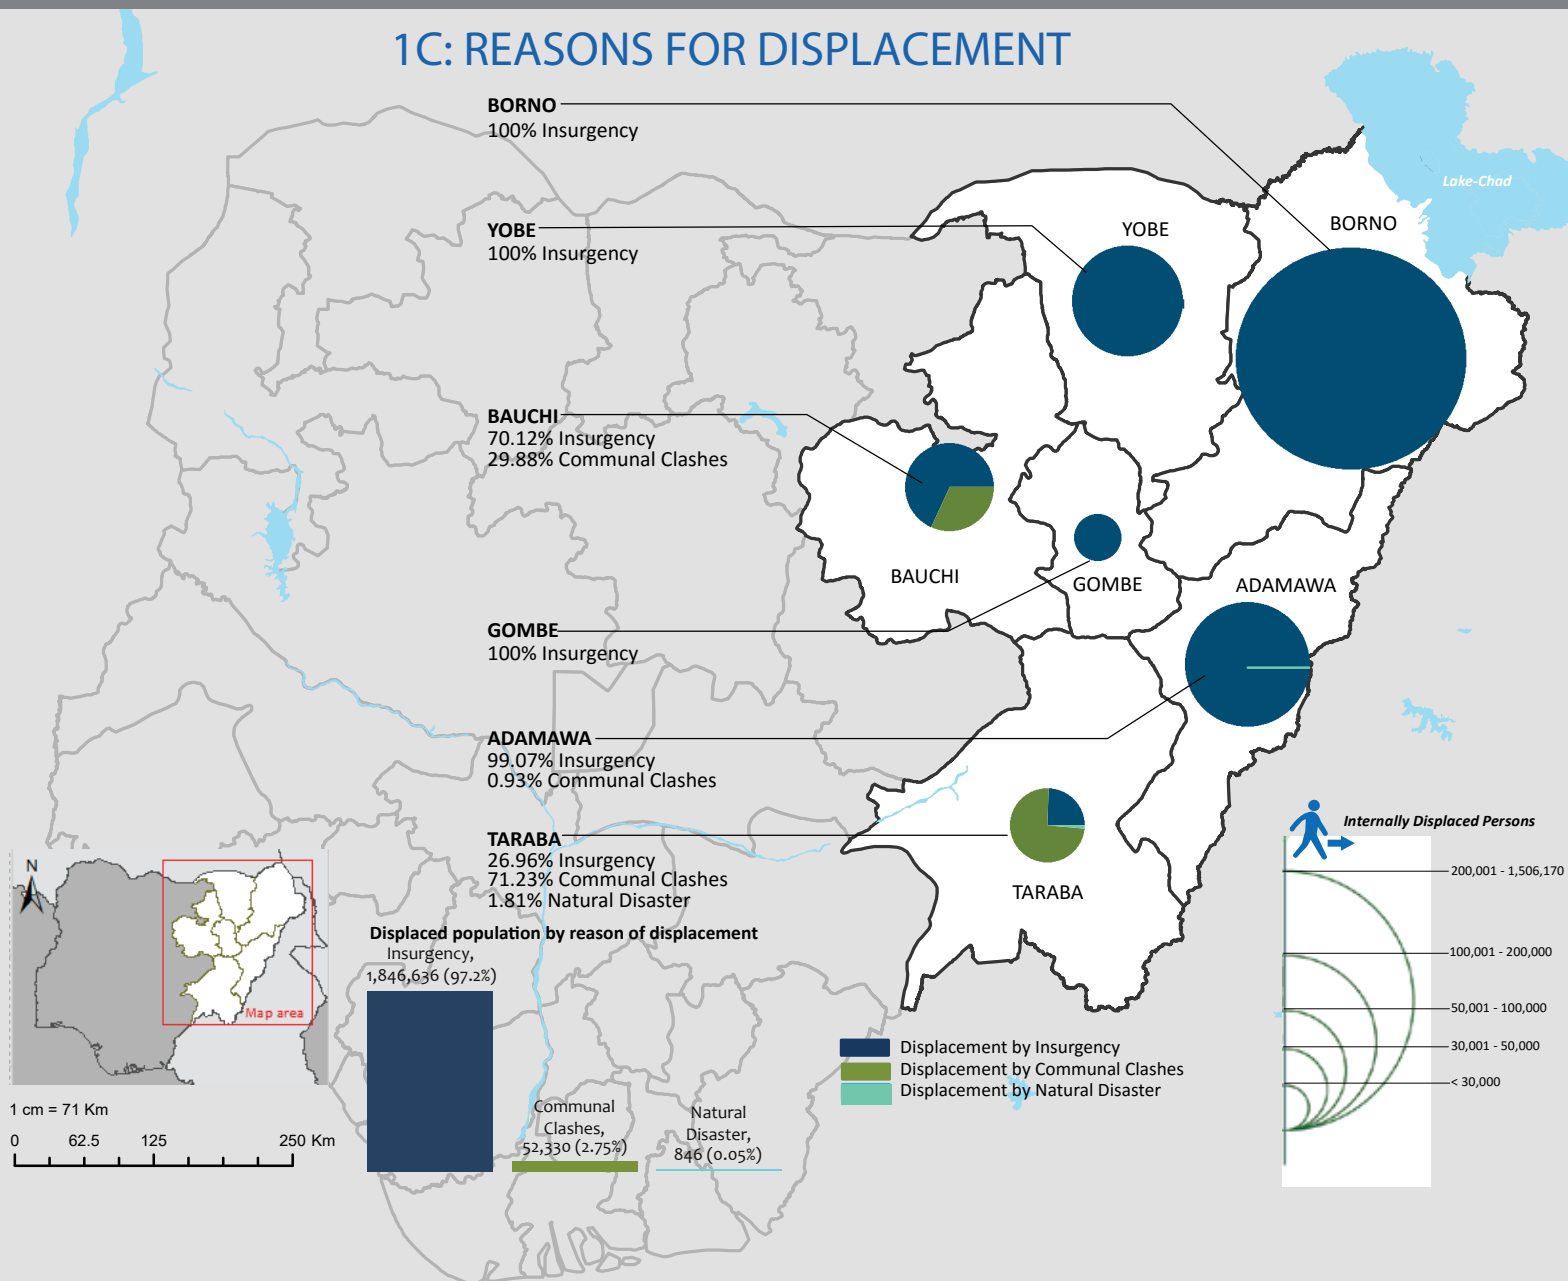 1C: REASONS FOR DISPLACEMENT
BORNO
100% Insurgency
YOBE
100% Insurgency
BAUCHI
70.12% Insurgency
29.88% Communal Clashes
GOMBE
100% Insurgency
ADAMAWA
99.07% Insurgency
0.93% Communal Clashes
TARABA
26.96% Insurgency
71.23% Communal Clashes
1.81% Natural Disaster
Lake-Chad
YOBE
BORNO
BAUCHI
GOMBE
ADAMAWA
TARABA
Displaced population by reason of displacement
Insurgency,
1,846,636 (97.2%)
Communal
Clashes,
52,330 (2.75%)
Natural
Disaster,
846 (0.05%)
Displacement by Insurgency
Displacement by Communal Clashes
Displacement by Natural Disaster
Internally Displaced Persons
200,001 - 1,506,170
100,001 - 200,000
50,001 - 100,000
30,001 - 50,000
< 30,000
N
Map area
1 cm = 71 Km
0 62.5 125 250 Km